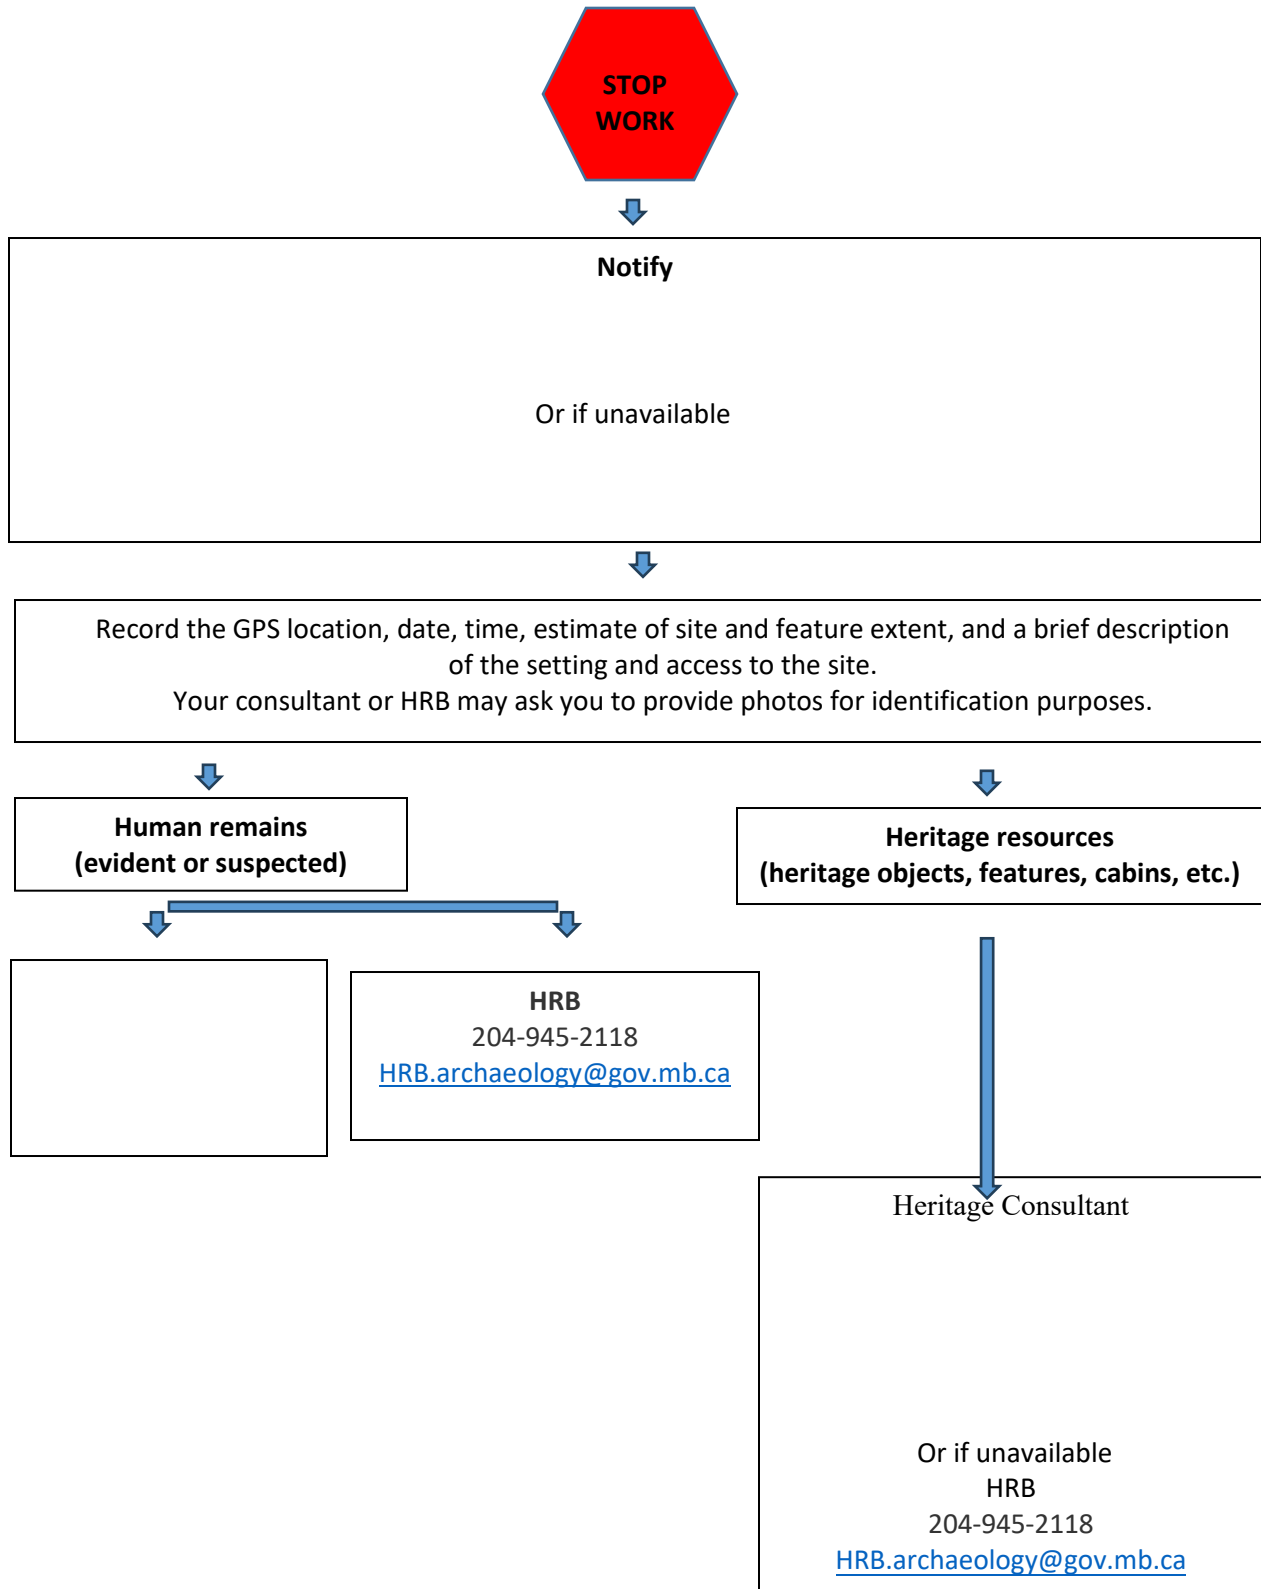 STOP
WORK
Notify
Or if unavailable
Record the GPS location, date, time, estimate of site and feature extent, and a brief description
of the setting and access to the site.
Your consultant or HRB may ask you to provide photos for identification purposes.
Human remains
(evident or suspected)
Heritage resources
(heritage objects, features, cabins, etc.)
HRB
204-945-2118
HRB.archaeology@gov.mb.ca
Heritage Consultant
Or if unavailable
HRB
204-945-2118
HRB.archaeology@gov.mb.ca